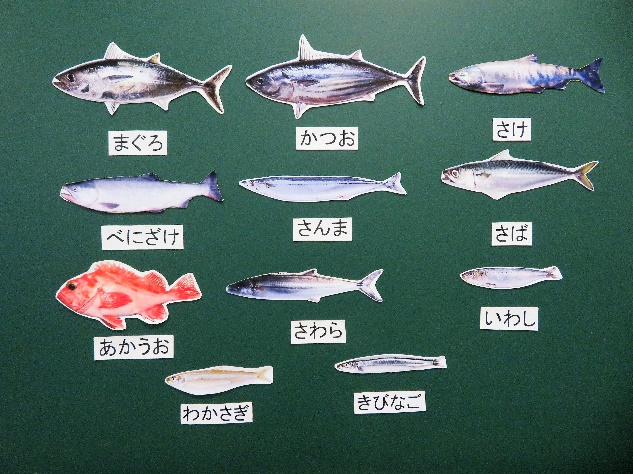 まぐろ
かつお
さけ
べにざけ
さんま
さば
あかうお
さわら
いわし
わかさぎ
きびなご